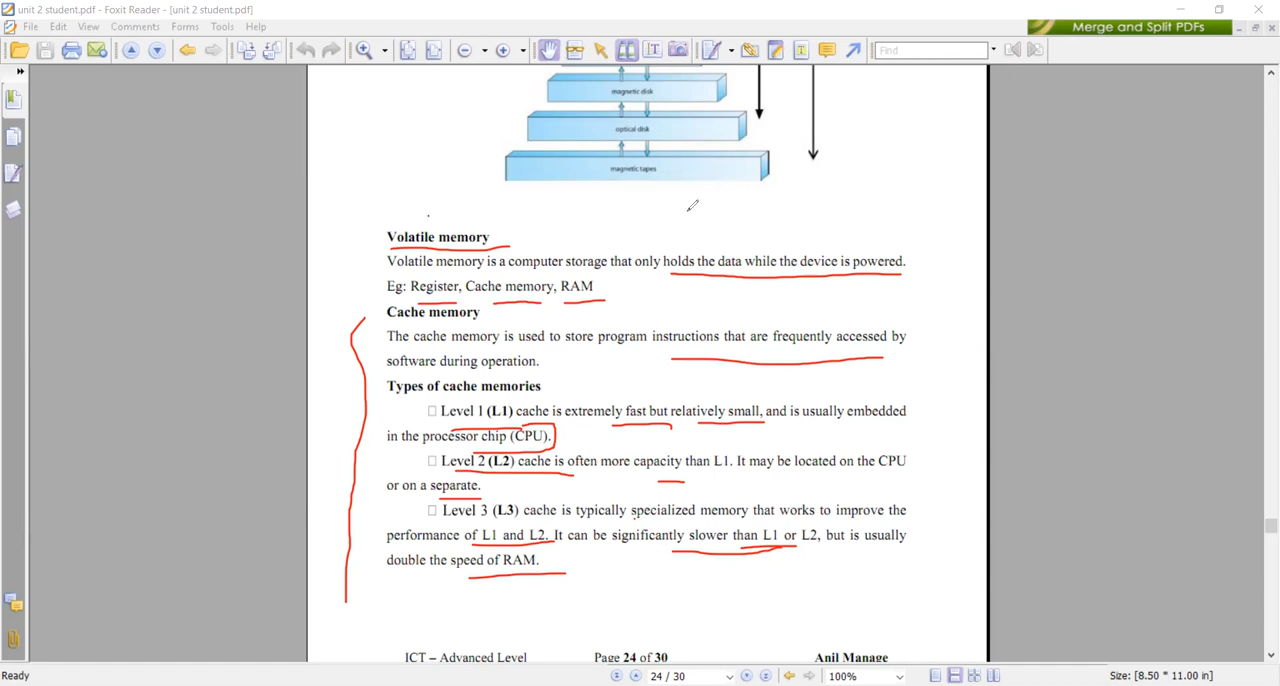 unit 2 student.pdf - Foxit Reader - [unit 2 student.pdf]
File Edit View Comments Forms Tools Help
Merge and Split PDFs
Find
magnetic disk
optical disk
magnetic tapes
Volatile memory
Volatile memory is a computer storage that only holds the data while the device is powered.
Eg: Register, Cache memory, RAM
Cache memory
The cache memory is used to store program instructions that are frequently accessed by
software during operation.
Types of cache memories
Level 1 (L1) cache is extremely fast but relatively small, and is usually embedded
in the processor chip (CPU).
Level 2 (L2) cache is often more capacity than L1. It may be located on the CPU
or on a separate.
Level 3 (L3) cache is typically specialized memory that works to improve the
performance of L1 and L2. It can be significantly slower than L1 or L2, but is usually
double the speed of RAM.
ICT – Advanced Level Page 24 of 30 Anil Manage
Ready 24 / 30 100% Size: [8.50 * 11.00 in]